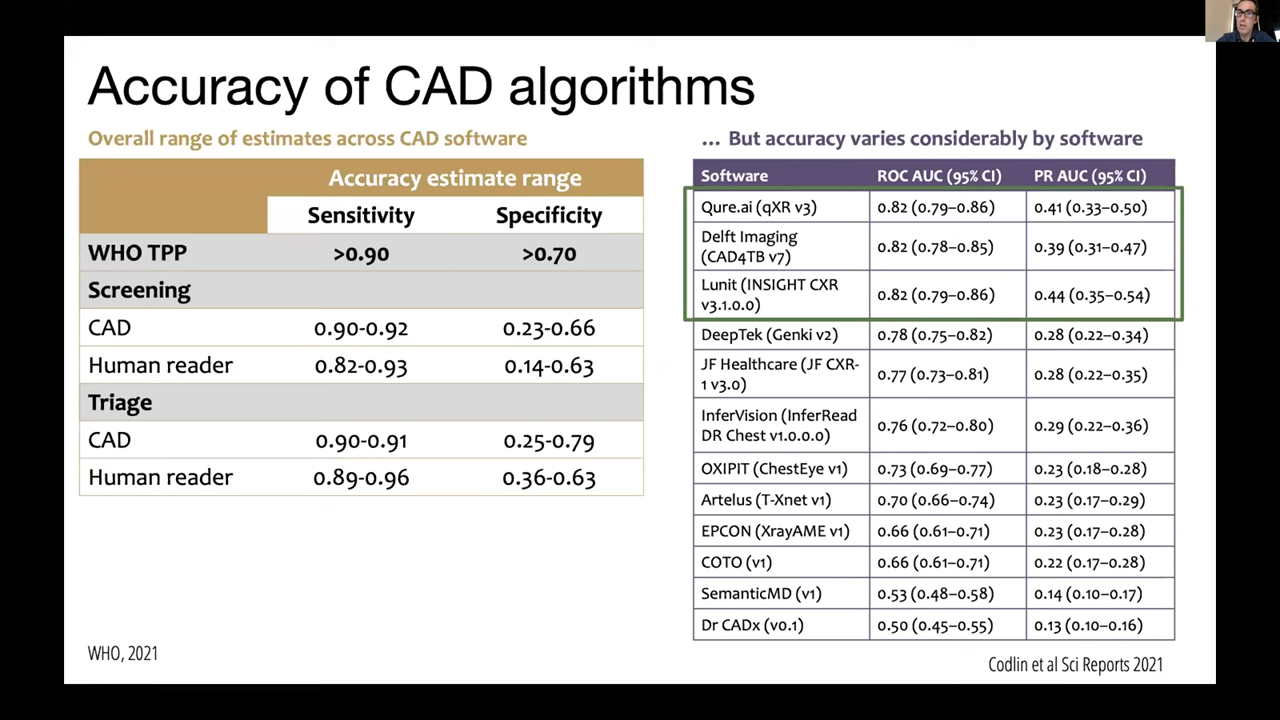 Accuracy of CAD algorithms
Overall range of estimates across CAD software
Accuracy estimate range
Sensitivity Specificity
WHO TPP >0.90 >0.70
Screening
CAD 0.90-0.92 0.23-0.66
Human reader 0.82-0.93 0.14-0.63
Triage
CAD 0.90-0.91 0.25-0.79
Human reader 0.89-0.96 0.36-0.63
WHO, 2021
... But accuracy varies considerably by software
Software ROC AUC (95% CI) PR AUC (95% CI)
Qure.ai (qXR v3) 0.82 (0.79–0.86) 0.41 (0.33–0.50)
Delft Imaging
(CAD4TB v7) 0.82 (0.78–0.85) 0.39 (0.31–0.47)
Lunit (INSIGHT CXR
v3.1.0.0) 0.82 (0.79–0.86) 0.44 (0.35–0.54)
DeepTek (Genki v2) 0.78 (0.75–0.82) 0.28 (0.22–0.34)
JF Healthcare (JF CXR-
1 v3.0) 0.77 (0.73–0.81) 0.28 (0.22–0.35)
InferVision (InferRead
DR Chest v1.0.0.0) 0.76 (0.72–0.80) 0.29 (0.22–0.36)
OXIPIT (ChestEye v1) 0.73 (0.69–0.77) 0.23 (0.18–0.28)
Artelus (T-Xnet v1) 0.70 (0.66–0.74) 0.23 (0.17–0.29)
EPCON (XrayAME v1) 0.66 (0.61–0.71) 0.23 (0.17–0.28)
COTO (v1) 0.66 (0.61–0.71) 0.22 (0.17–0.28)
SemanticMD (v1) 0.53 (0.48–0.58) 0.14 (0.10–0.17)
Dr CADx (v0.1) 0.50 (0.45–0.55) 0.13 (0.10–0.16)
Codlin et al Sci Reports 2021